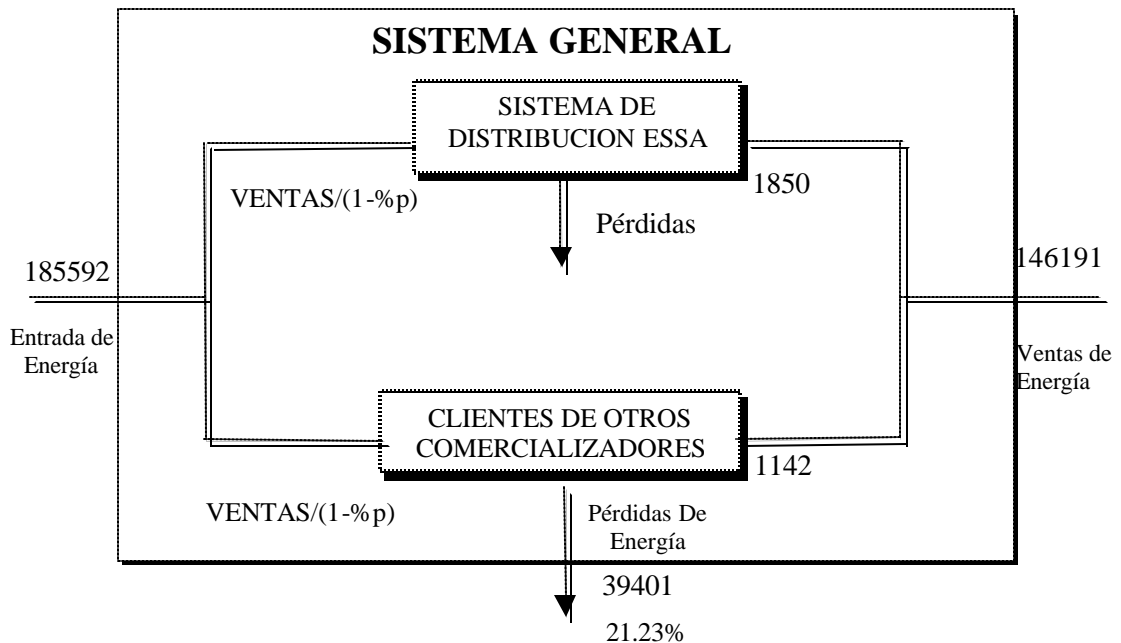 SISTEMA GENERAL
SISTEMA DE
DISTRIBUCION ESSA
VENTAS/(1-%p)
1850
Pérdidas
185592
146191
Entrada de
Energía
Ventas de
Energía
CLIENTES DE OTROS
COMERCIALIZADORES
1142
VENTAS/(1-%p)
Pérdidas De
Energía
39401
21.23%